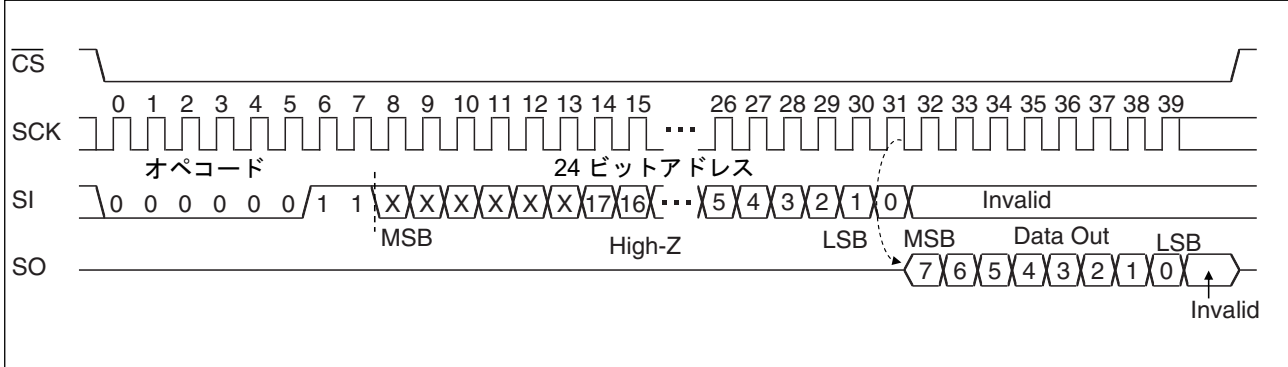 CS
0 1 2 3 4 5 6 7 8 9 10 11 12 13 14 15 26 27 28 29 30 31 32 33 34 35 36 37 38 39
SCK ...
オペコード 24 ビットアドレス
SI 0 0 0 0 0 0 1 1 X X X X X X 17 16 ... 5 4 3 2 1 0 Invalid
MSB High-Z LSB MSB Data Out LSB
SO 7 6 5 4 3 2 1 0
Invalid